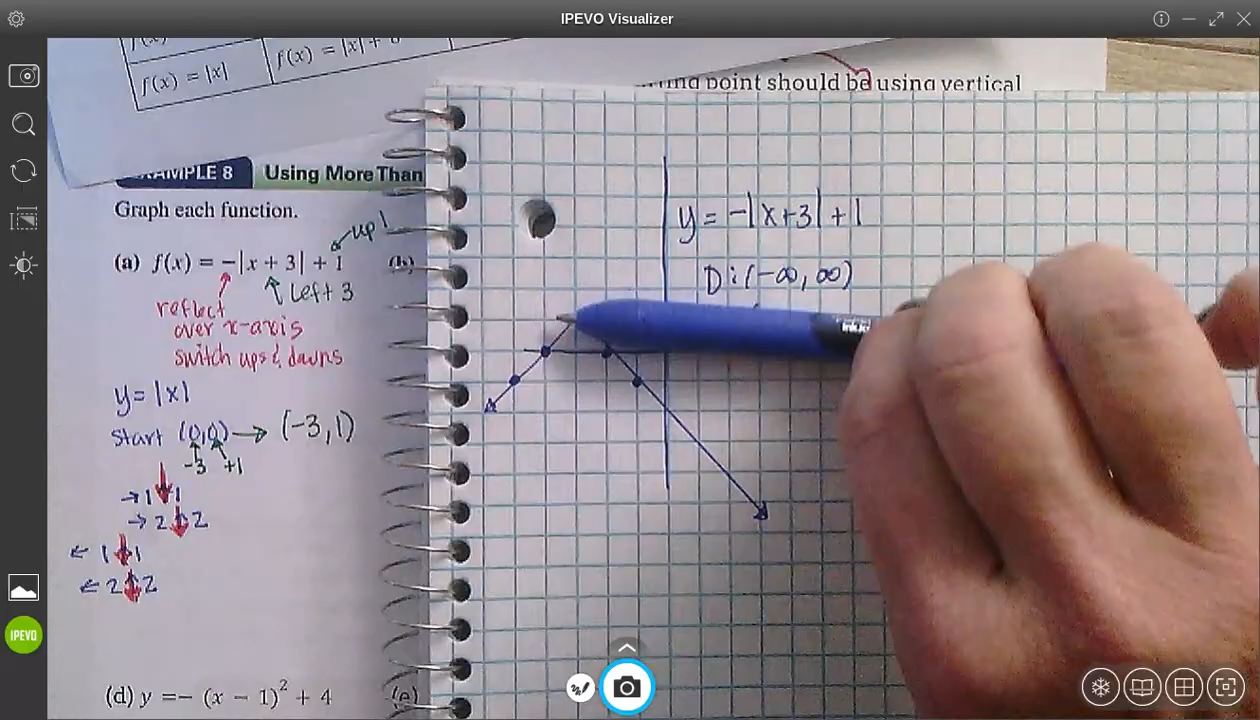 IPEVO Visualizer
f(x) = |x|
f(x) = |x| +
point should be using vertical
EXAMPLE 8 Using More Than
Graph each function.
up 1
(a) f(x) = -|x + 3| + 1
(b)
reflect
left 3
over x-axis
switch ups & downs
y = |x|
Start (0,0) → (-3, 1)
-3 +1
→ 1 ↓ 1
→ 2 ↓ 2
← 1 ↓ 1
← 2 ↓ 2
(d) y = - (x - 1)² + 4
(e)
y = -|x+3| + 1
D: (-∞, ∞)
IPEVO